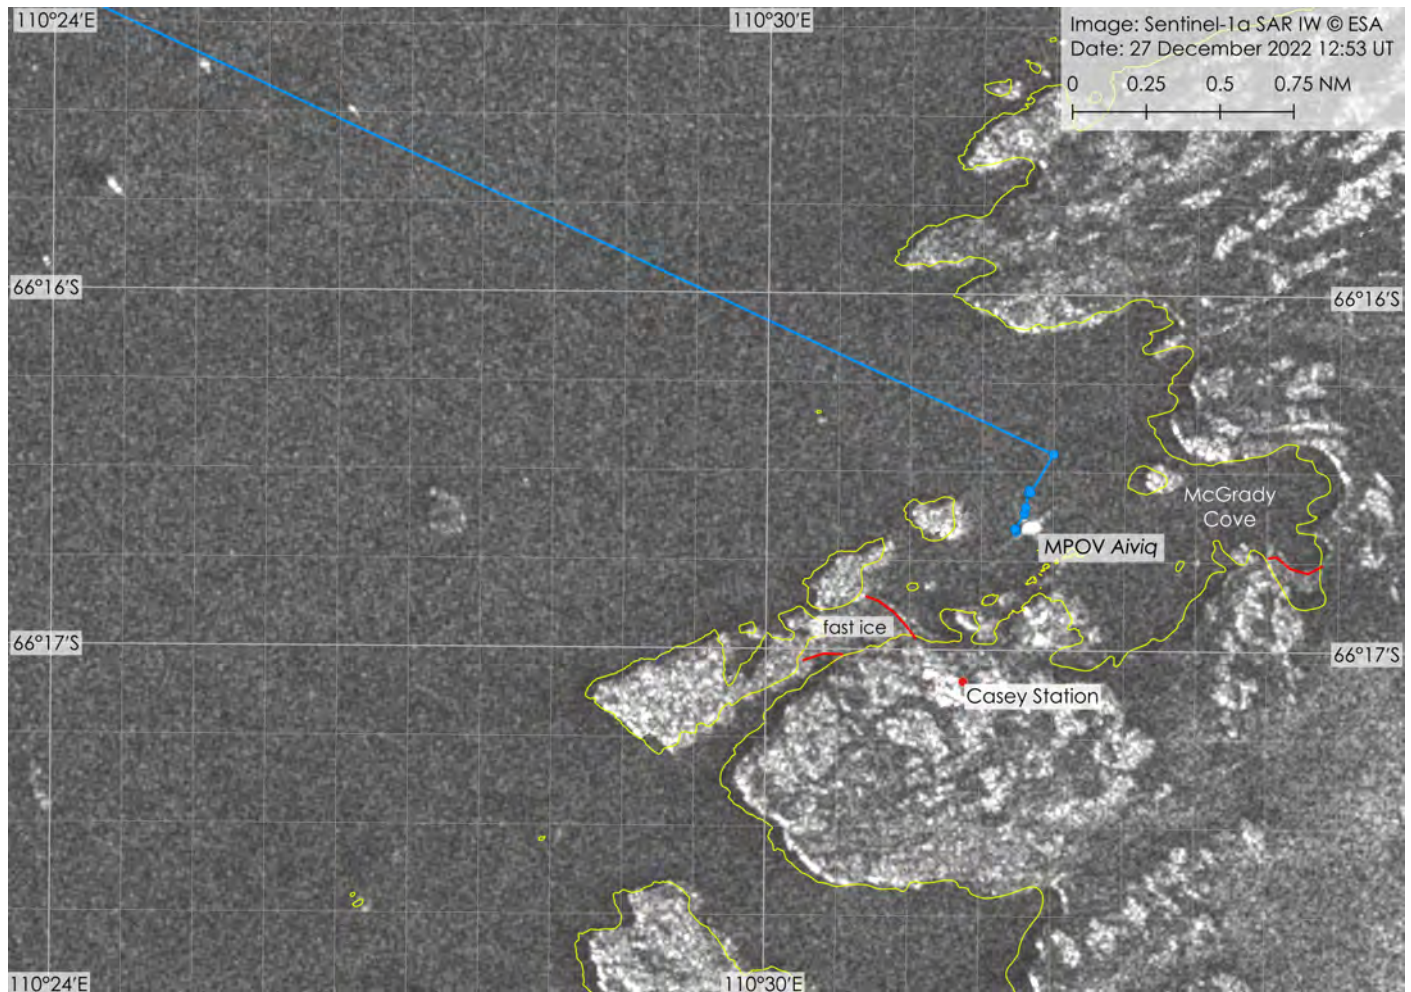 110°24′E
110°30′E
Image: Sentinel-1a SAR IW © ESA
Date: 27 December 2022 12:53 UT
0 0.25 0.5 0.75 NM
66°16′S
66°16′S
McGrady
Cove
MPOV Aiviq
fast ice
66°17′S
66°17′S
Casey Station
110°24′E
110°30′E